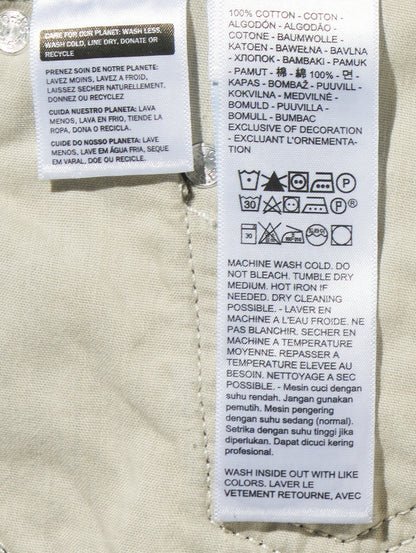 CARE FOR OUR PLANET: WASH LESS,
WASH COLD, LINE DRY, DONATE OR
RECYCLE
PRENEZ SOIN DE NOTRE PLANETE:
LAVEZ MOINS, LAVEZ A FROID,
LAISSEZ SECHER NATURELLEMENT,
DONNEZ OU RECYCLEZ
CUIDA NUESTRO PLANETA: LAVA
MENOS, LAVA EN FRIO, TIENDE LA
ROPA, DONA O RECICLA.
CUIDE DO NOSSO PLANETA: LAVA
MENOS, LAVE EM ÁGUA FRIA, SEQUE
EM VARAL, DOE OU RECICLE.
100% COTTON - COTON -
ALGODÓN - ALGODÃO -
COTONE - BAUMWOLLE -
KATOEN - BAWEŁNA - BAVLNA
- ХЛОПОК - BAMBAKI - PAMUK
- PAMUT - 棉 - 綿 100% - 면
- KAPAS - BOMBAŽ - PUUVILL -
KOKVILNA - MEDVILNĖ -
BOMULD - PUUVILLA -
BOMULL - BUMBAC
EXCLUSIVE OF DECORATION
- EXCLUANT L'ORNEMENTA-
TION
P
30 P
30
MACHINE WASH COLD. DO
NOT BLEACH. TUMBLE DRY
MEDIUM. HOT IRON IF
NEEDED. DRY CLEANING
POSSIBLE. - LAVER EN
MACHINE A L'EAU FROIDE. NE
PAS BLANCHIR. SECHER EN
MACHINE A TEMPERATURE
MOYENNE. REPASSER A
TEMPERATURE ELEVEE AU
BESOIN. NETTOYAGE A SEC
POSSIBLE. - Mesin cuci dengan
suhu rendah. Jangan gunakan
pemutih. Mesin pengering
dengan suhu sedang (normal).
Setrika dengan suhu tinggi jika
diperlukan. Dapat dicuci kering
profesional.
WASH INSIDE OUT WITH LIKE
COLORS. LAVER LE
VETEMENT RETOURNE, AVEC